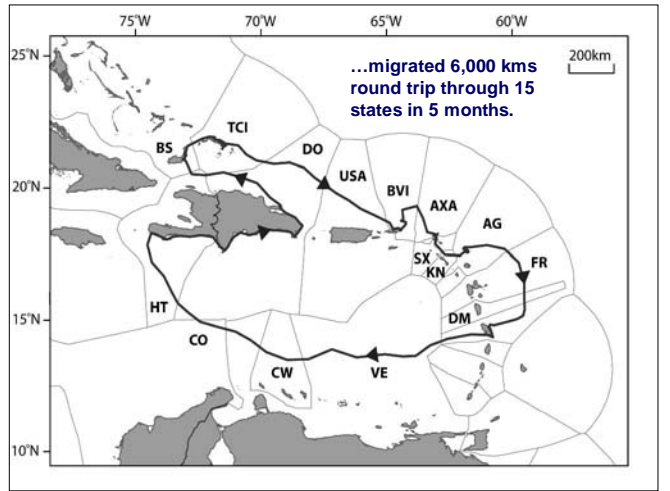 75°W 70°W 65°W 60°W
25°N
…migrated 6,000 kms
round trip through 15
states in 5 months.
200km
TCI
BS
DO
USA
20°N
BVI
AXA
AG
SX
KN
FR
HT
15°N
DM
CO
CW
VE
10°N